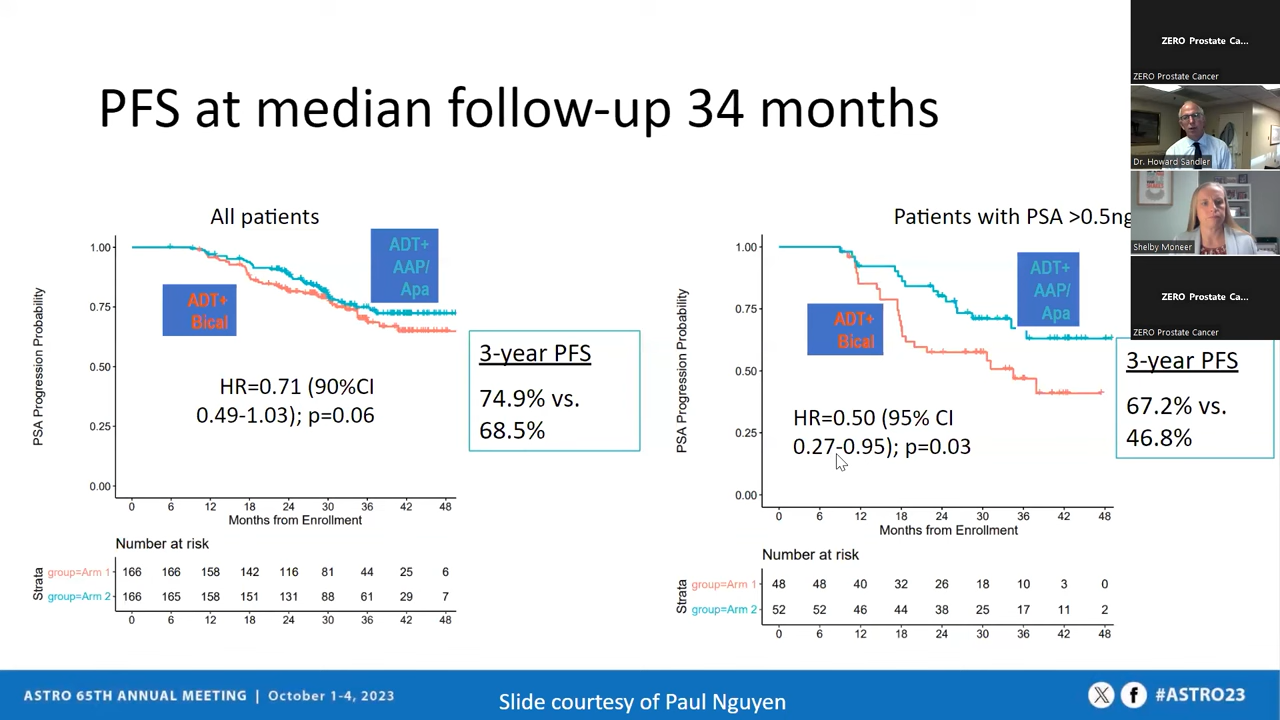 PFS at median follow-up 34 months
All patients
1.00
0.75
0.50
0.25
0.00
PSA Progression Probability
ADT+
Bical
ADT+
AAP/
Apa
HR=0.71 (90%CI
0.49-1.03); p=0.06
0 6 12 18 24 30 36 42 48
Months from Enrollment
3-year PFS
74.9% vs.
68.5%
Number at risk
Strata
group=Arm 1 166 166 158 142 116 81 44 25 6
group=Arm 2 166 165 158 151 131 88 61 29 7
0 6 12 18 24 30 36 42 48
Patients with PSA >0.5ng
1.00
0.75
0.50
0.25
0.00
PSA Progression Probability
ADT+
Bical
ADT+
AAP/
Apa
HR=0.50 (95% CI
0.27-0.95); p=0.03
0 6 12 18 24 30 36 42 48
Months from Enrollment
3-year PFS
67.2% vs.
46.8%
Number at risk
Strata
group=Arm 1 48 48 40 32 26 18 10 3 0
group=Arm 2 52 52 46 44 38 25 17 11 2
0 6 12 18 24 30 36 42 48
ZERO Prostate Ca...
ZERO Prostate Cancer
Dr. Howard Sandler
Shelby Moneer
ZERO Prostate Ca...
ZERO Prostate Cancer
ASTRO 65TH ANNUAL MEETING | October 1-4, 2023
Slide courtesy of Paul Nguyen
#ASTRO23